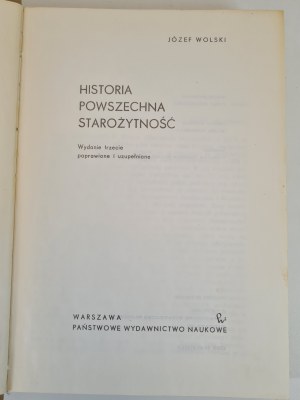 JÓZEF WOLSKI
HISTORIA
POWSZECHNA
STAROŻYTNOŚĆ
Wydanie trzecie
poprawione i uzupełnione
WARSZAWA
PAŃSTWOWE WYDAWNICTWO NAUKOWE